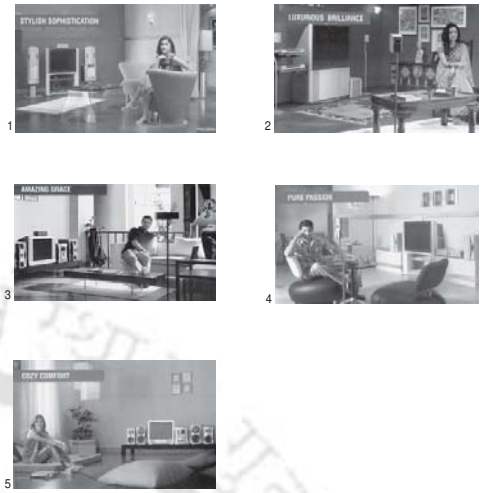 STYLISH SOPHISTICATION
1
LUXURIOUS BRILLIANCE
2
AMAZING GRACE
3
PURE PASSION
4
COZY COMFORT
5